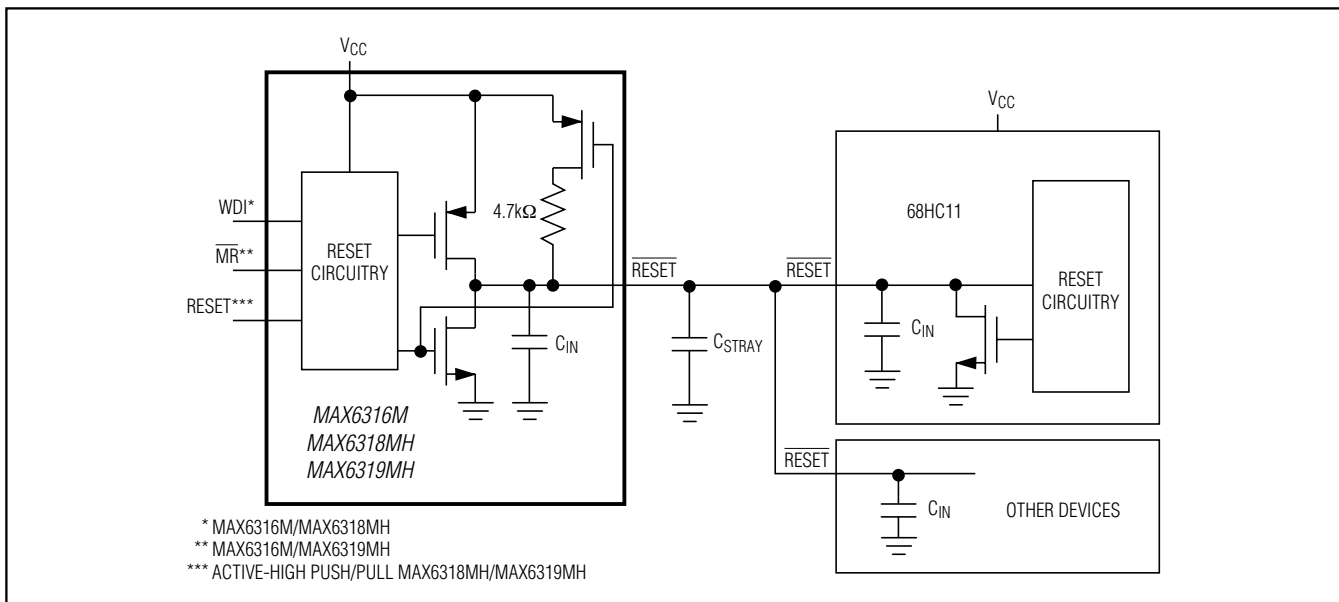 VCC
WDI*
MR**
RESET***
RESET
CIRCUITRY
4.7kΩ
CIN
MAX6316M
MAX6318MH
MAX6319MH
RESET
CSTRAY
RESET
VCC
68HC11
CIN
RESET
CIRCUITRY
RESET
CIN
OTHER DEVICES
* MAX6316M/MAX6318MH
** MAX6316M/MAX6319MH
*** ACTIVE-HIGH PUSH/PULL MAX6318MH/MAX6319MH